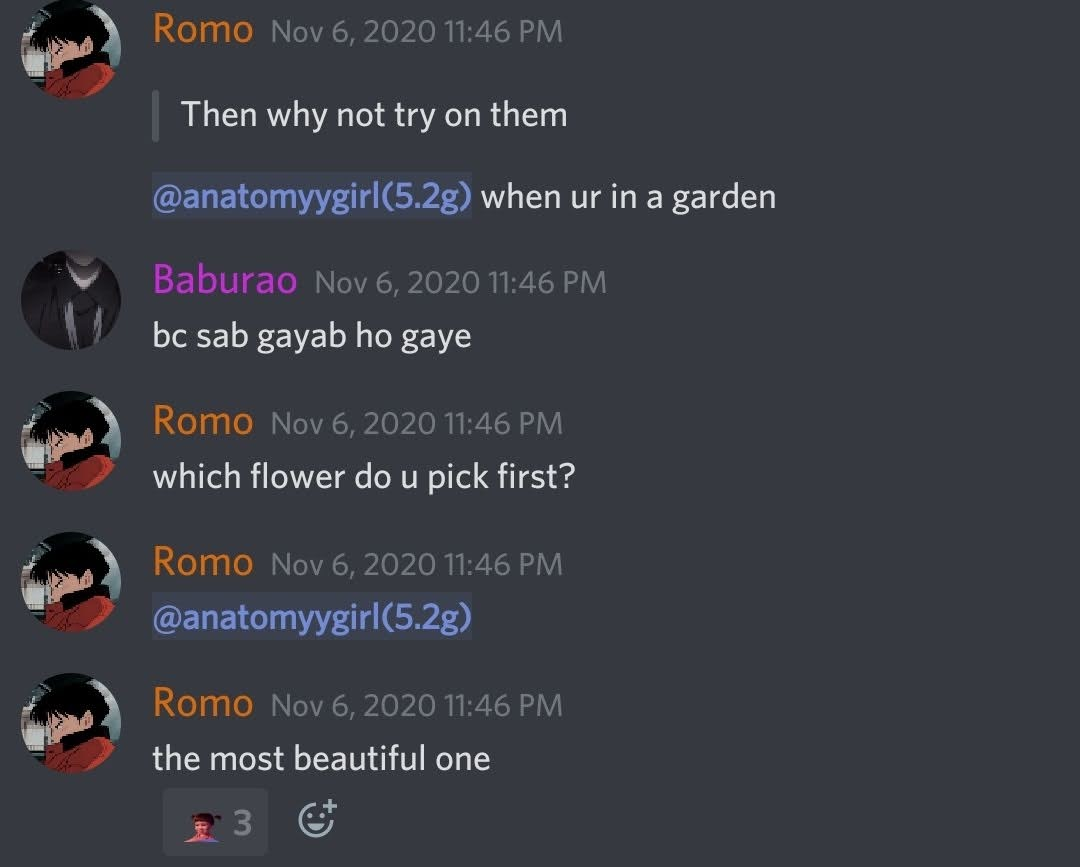 Romo Nov 6, 2020 11:46 PM
Then why not try on them
@anatomyygirl(5.2g) when ur in a garden
Baburao Nov 6, 2020 11:46 PM
bc sab gayab ho gaye
Romo Nov 6, 2020 11:46 PM
which flower do u pick first?
Romo Nov 6, 2020 11:46 PM
@anatomyygirl(5.2g)
Romo Nov 6, 2020 11:46 PM
the most beautiful one
3